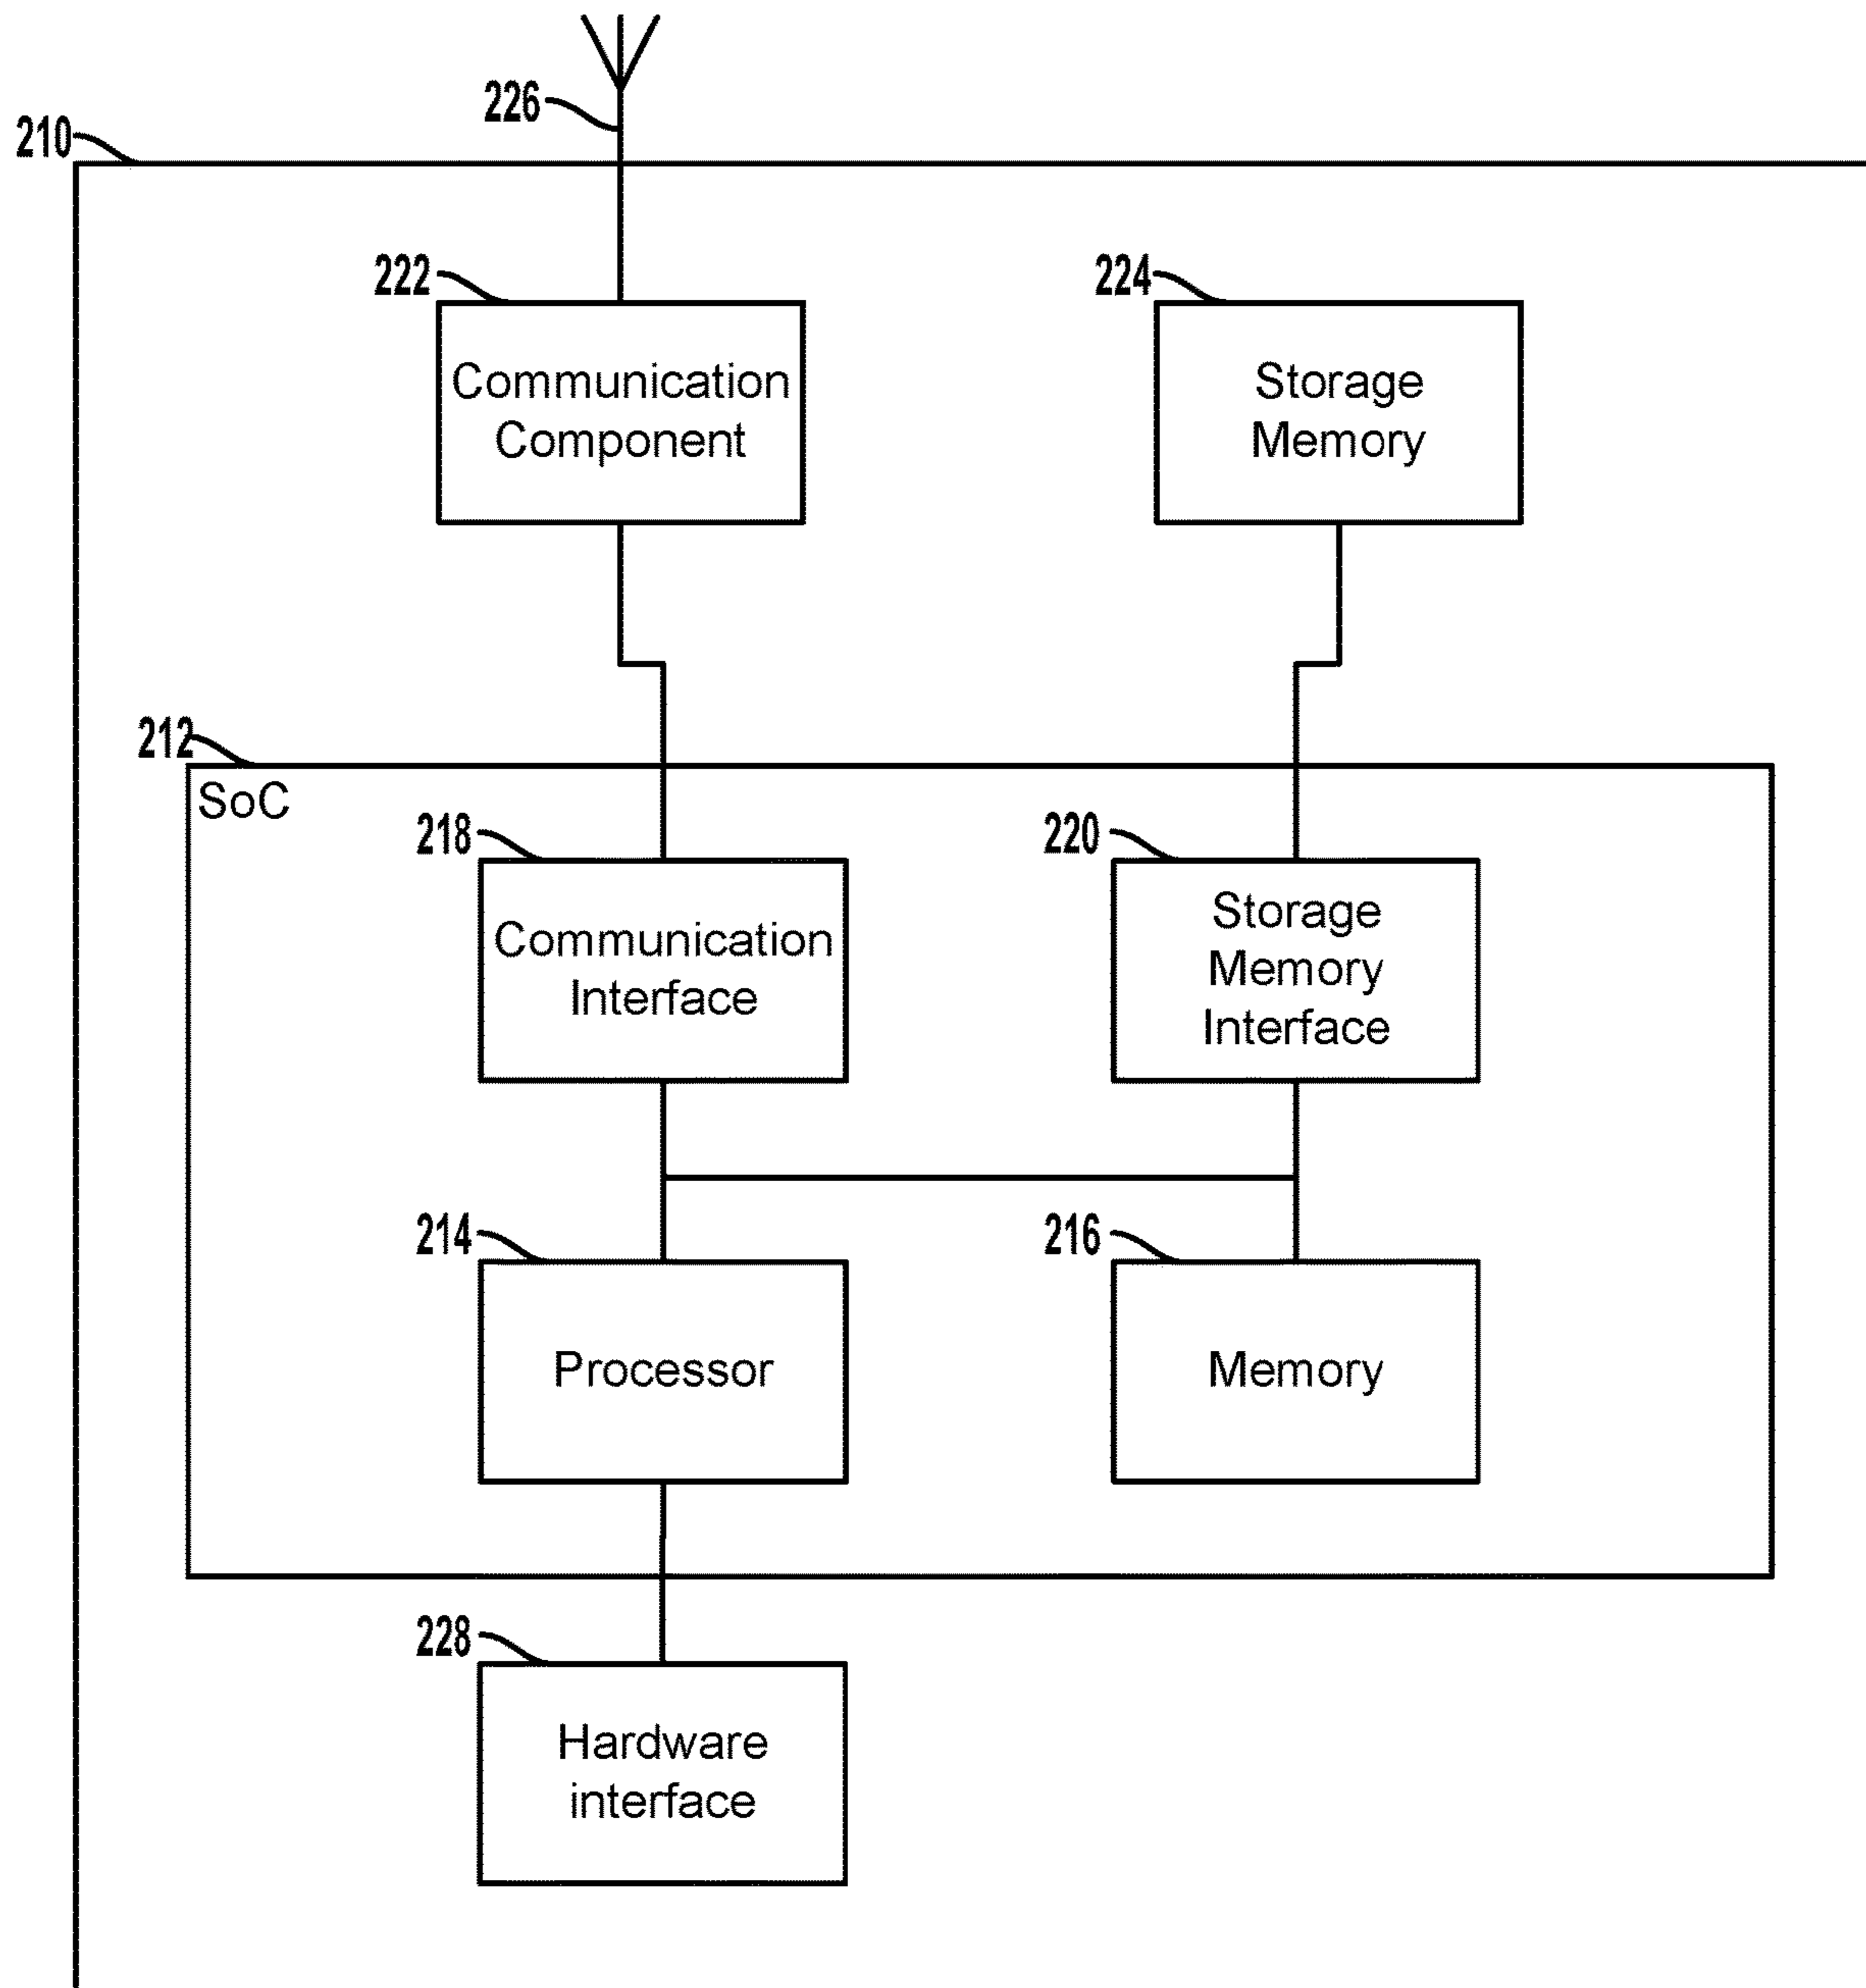 226
210
222
224
Communication
Component
Storage
Memory
212
SoC
218
220
Communication
Interface
Storage
Memory
Interface
214
216
Processor
Memory
228
Hardware
interface